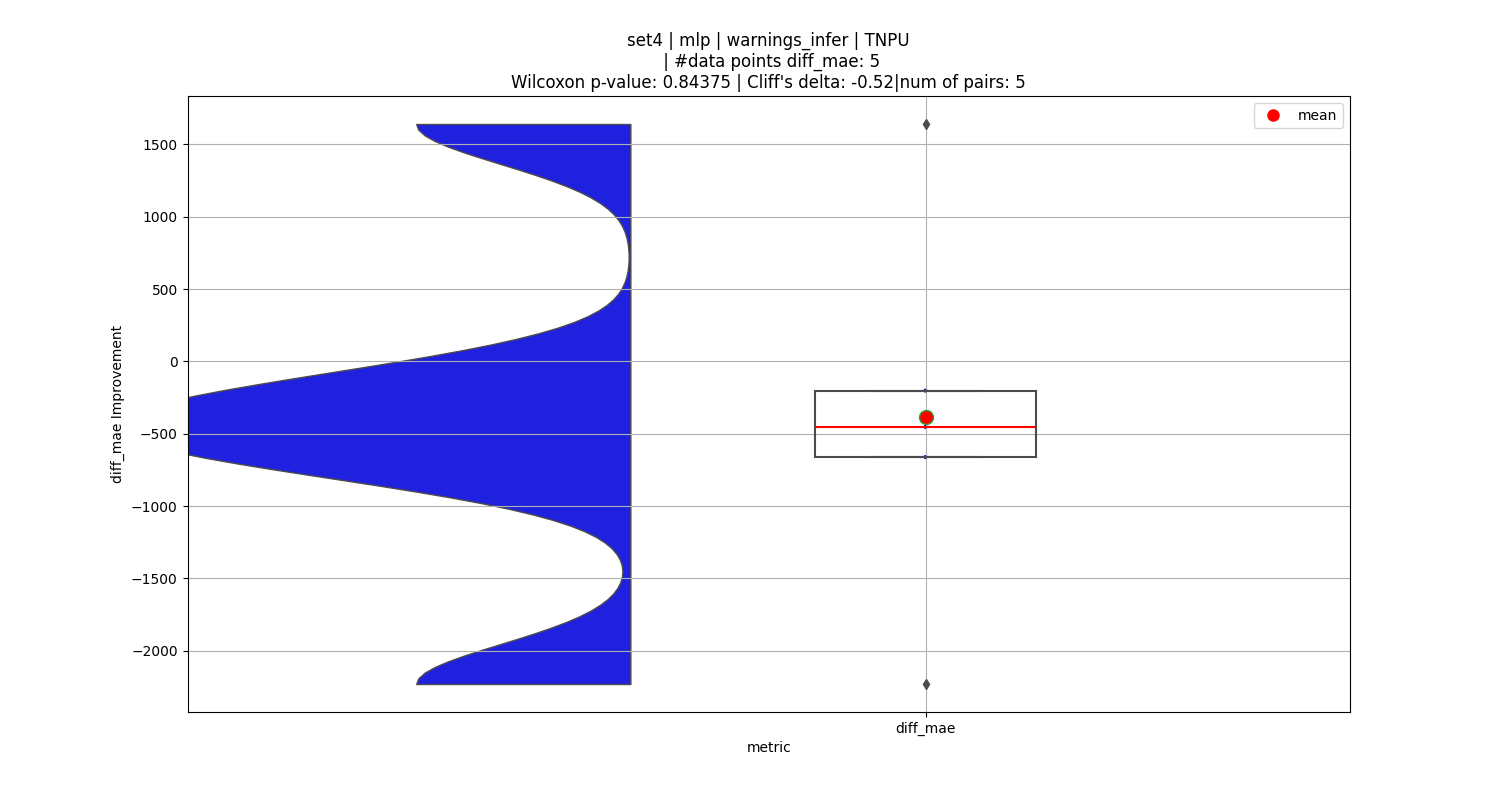 set4 | mlp | warnings_infer | TNPU
| #data points diff_mae: 5
Wilcoxon p-value: 0.84375 | Cliff's delta: -0.52|num of pairs: 5
mean
1500
1000
500
0
−500
−1000
−1500
−2000
diff_mae Improvement
diff_mae
metric